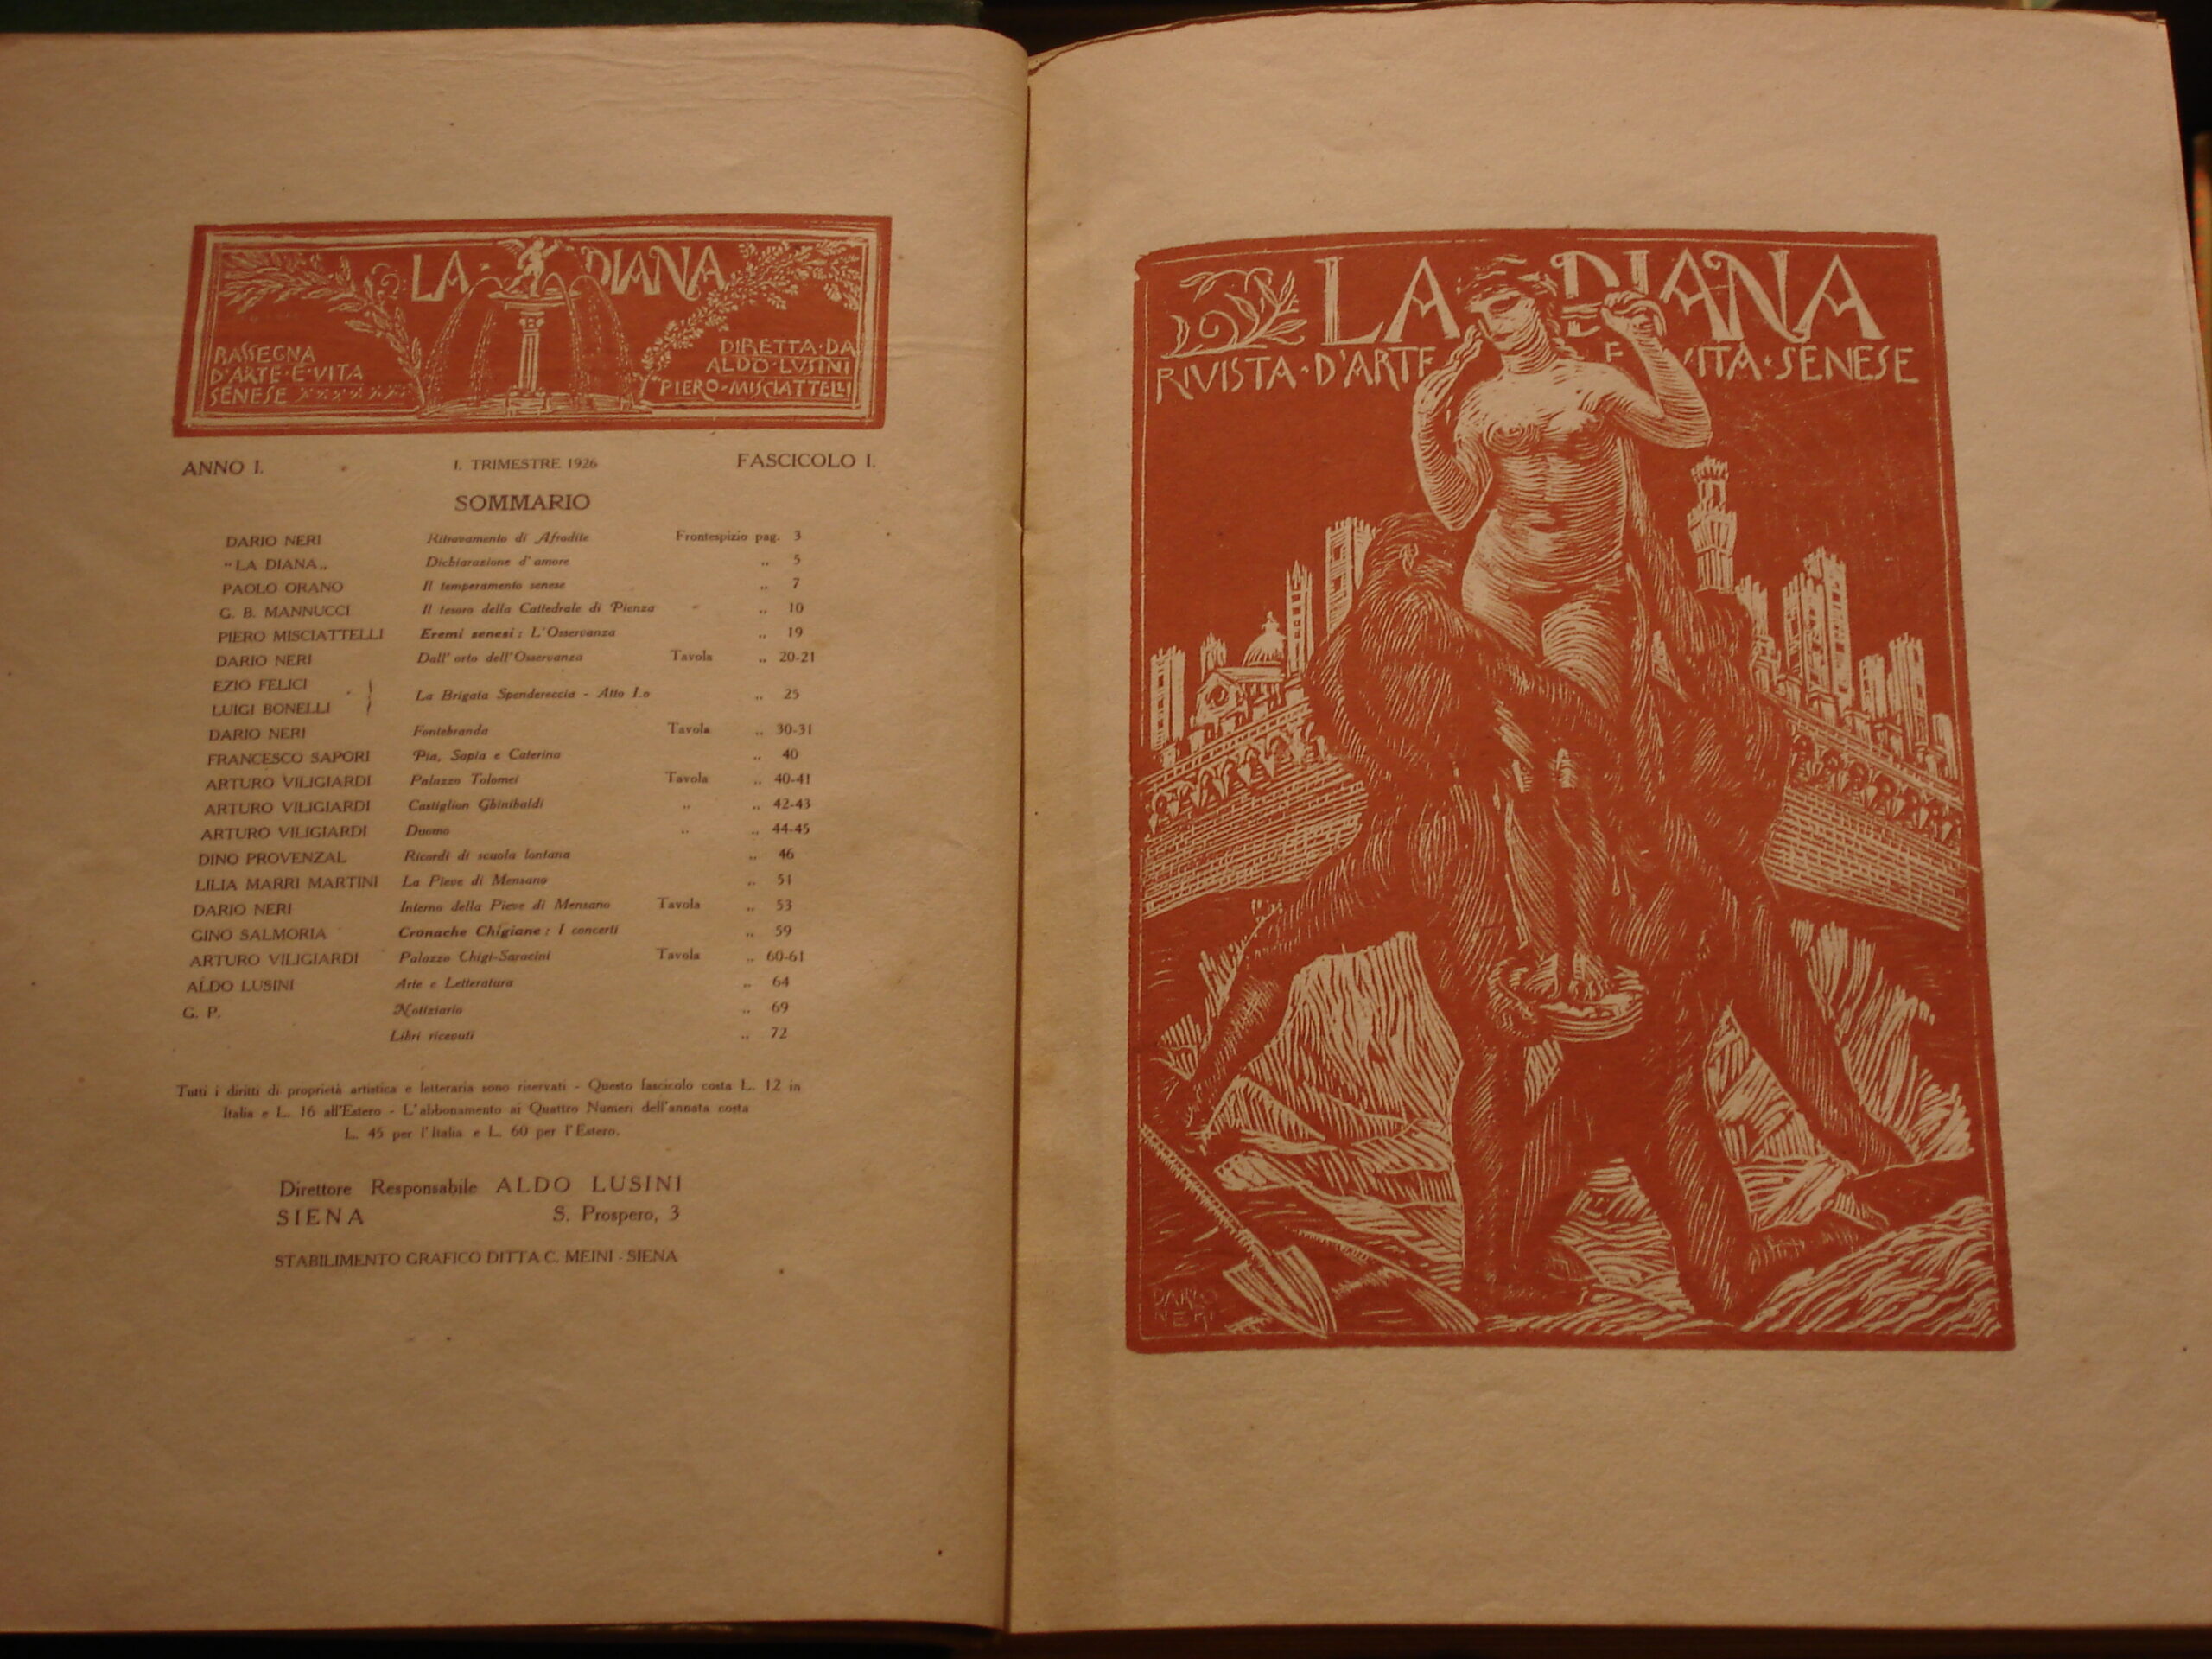 LA · DIANA
RASSEGNA
D'ARTE·E·VITA
SENESE
DIRETTA·DA
ALDO·LUSINI
PIERO·MISCIATTELLI
ANNO I. I. TRIMESTRE 1926 FASCICOLO I.
SOMMARIO
DARIO NERI Ritrovamento di Afrodite Frontespizio pag. 3
"LA DIANA„ Dichiarazione d'amore „ 5
PAOLO ORANO Il temperamento senese „ 7
G. B. MANNUCCI Il tesoro della Cattedrale di Pienza „ 10
PIERO MISCIATTELLI Eremi senesi: L'Osservanza „ 19
DARIO NERI Dall'orto dell'Osservanza Tavola „ 20-21
EZIO FELICI
LUIGI BONELLI } La Brigata Spendereccia - Atto I.o „ 25
DARIO NERI Fontebranda Tavola „ 30-31
FRANCESCO SAPORI Pia, Sapia e Caterina „ 40
ARTURO VILIGIARDI Palazzo Tolomei Tavola „ 40-41
ARTURO VILIGIARDI Castiglion Ghinibaldi „ „ 42-43
ARTURO VILIGIARDI Duomo „ „ 44-45
DINO PROVENZAL Ricordi di scuola lontana „ 46
LILIA MARRI MARTINI La Pieve di Mensano „ 51
DARIO NERI Interno della Pieve di Mensano Tavola „ 53
GINO SALMORIA Cronache Chigiane: I concerti „ 59
ARTURO VILIGIARDI Palazzo Chigi-Saracini Tavola „ 60-61
ALDO LUSINI Arte e Letteratura „ 64
G. P. Notiziario „ 69
Libri ricevuti „ 72
Tutti i diritti di proprietà artistica e letteraria sono riservati - Questo fascicolo costa L. 12 in
Italia e L. 16 all'Estero - L'abbonamento ai Quattro Numeri dell'annata costa
L. 45 per l'Italia e L. 60 per l'Estero.
Direttore Responsabile ALDO LUSINI
SIENA S. Prospero, 3
STABILIMENTO GRAFICO DITTA C. MEINI - SIENA
LA DIANA
RIVISTA·D'ARTE E VITA·SENESE
DARIO
NERI